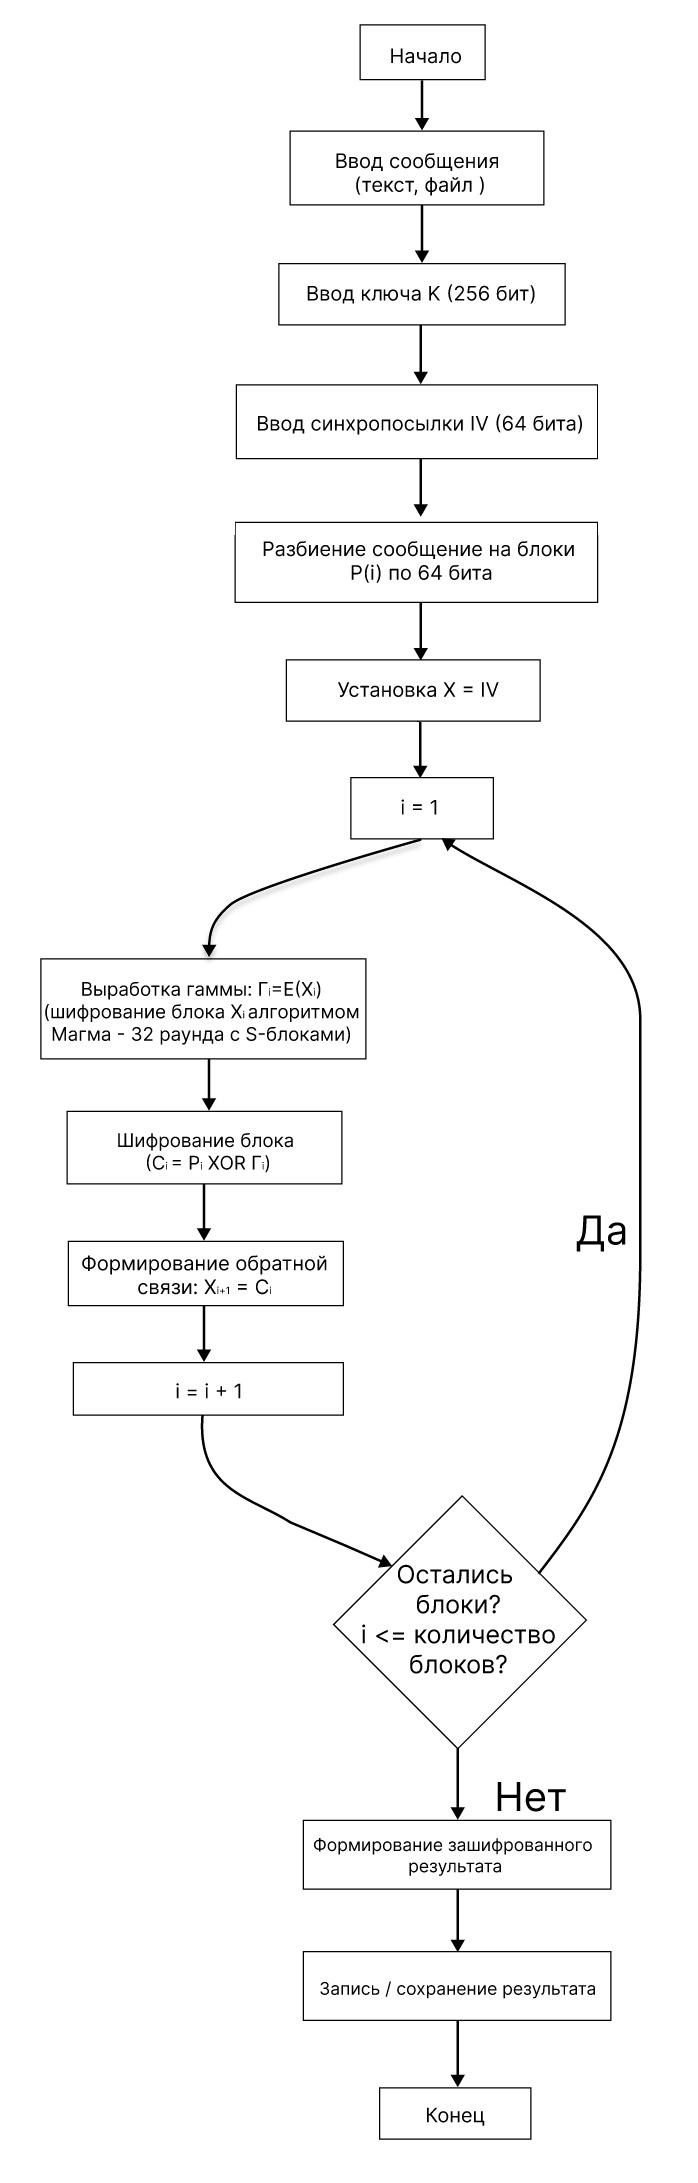 Начало
Ввод сообщения
(текст, файл )
Ввод ключа K (256 бит)
Ввод синхропосылки IV (64 бита)
Разбиение сообщение на блоки
P(i) по 64 бита
Установка X = IV
i = 1
Выработка гаммы: Гᵢ=E(Xᵢ)
(шифрование блока Xᵢ алгоритмом
Магма - 32 раунда с S-блоками)
Шифрование блока
(Cᵢ = Pᵢ XOR Гᵢ)
Формирование обратной
связи: Xᵢ₊₁ = Cᵢ
i = i + 1
Да
Остались
блоки?
i <= количество
блоков?
Нет
Формирование зашифрованного
результата
Запись / сохранение результата
Конец